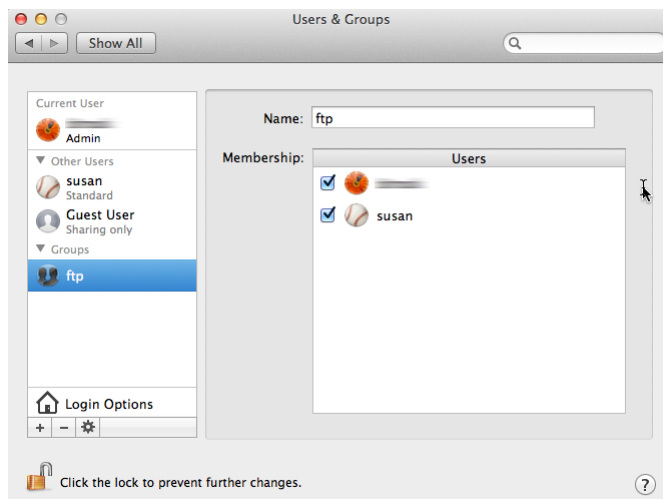 Users & Groups
Show All
Current User
Admin
Other Users
susan
Standard
Guest User
Sharing only
Groups
ftp
Login Options
Name: ftp
Membership:
Users
susan
Click the lock to prevent further changes.
?